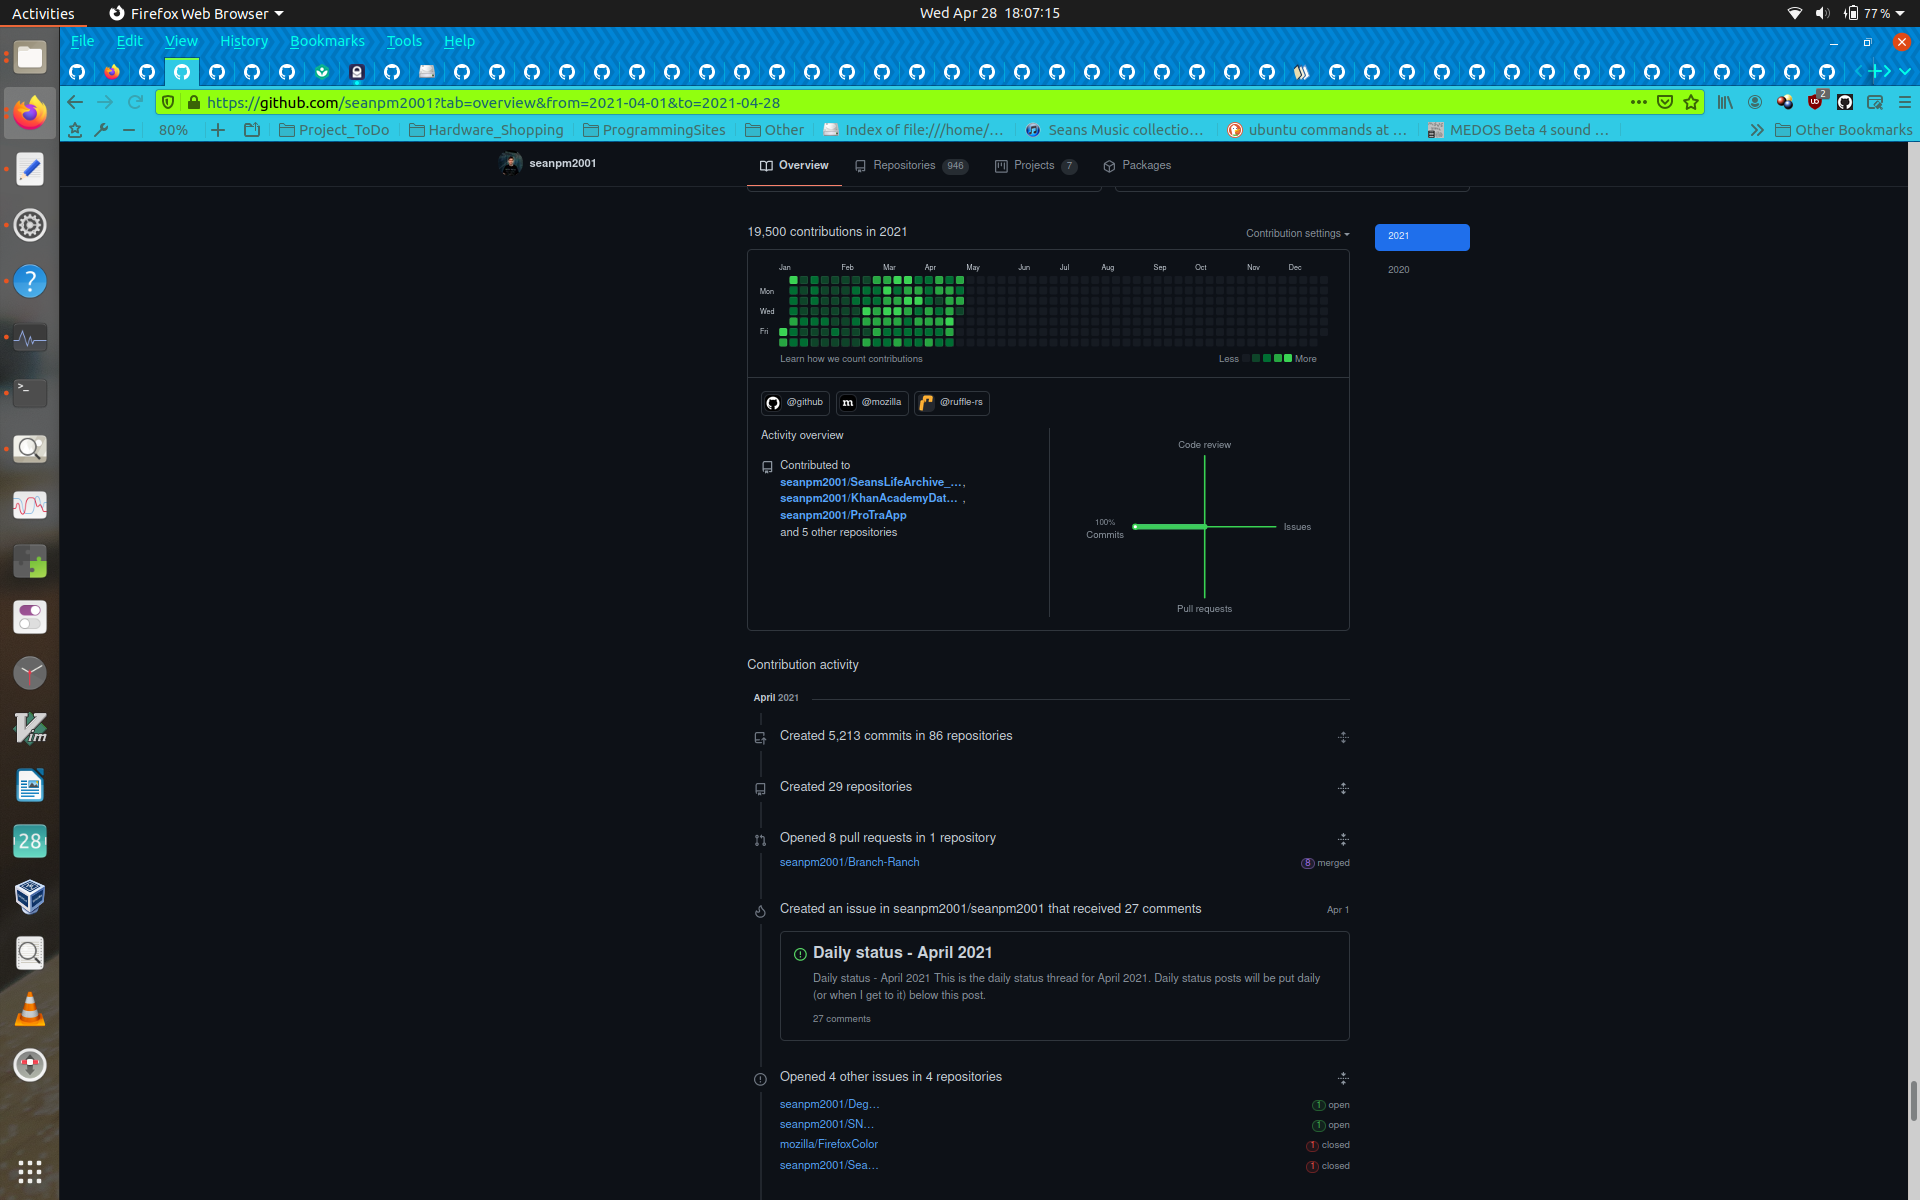 Activities Firefox Web Browser Wed Apr 28 18:07:15 77 %
File Edit View History Bookmarks Tools Help
https://github.com/seanpm2001?tab=overview&from=2021-04-01&to=2021-04-28 2
80% Project_ToDo Hardware_Shopping ProgrammingSites Other Index of file:///home/... Seans Music collectio... ubuntu commands at ... MEDOS Beta 4 sound ... Other Bookmarks
seanpm2001 Overview Repositories 946 Projects 7 Packages
19,500 contributions in 2021 Contribution settings 2021
2020
Jan Feb Mar Apr May Jun Jul Aug Sep Oct Nov Dec
Mon
Wed
Fri
Learn how we count contributions Less More
@github m @mozilla @ruffle-rs
Activity overview
Contributed to
seanpm2001/SeansLifeArchive_...,
seanpm2001/KhanAcademyDat... ,
seanpm2001/ProTraApp
and 5 other repositories
Code review
100%
Commits
Issues
Pull requests
Contribution activity
April 2021
Created 5,213 commits in 86 repositories
Created 29 repositories
Opened 8 pull requests in 1 repository
seanpm2001/Branch-Ranch 8 merged
Created an issue in seanpm2001/seanpm2001 that received 27 comments Apr 1
Daily status - April 2021
Daily status - April 2021 This is the daily status thread for April 2021. Daily status posts will be put daily
(or when I get to it) below this post.
27 comments
Opened 4 other issues in 4 repositories
seanpm2001/Deg... 1 open
seanpm2001/SN... 1 open
mozilla/FirefoxColor 1 closed
seanpm2001/Sea... 1 closed
?
>_
Vim
28